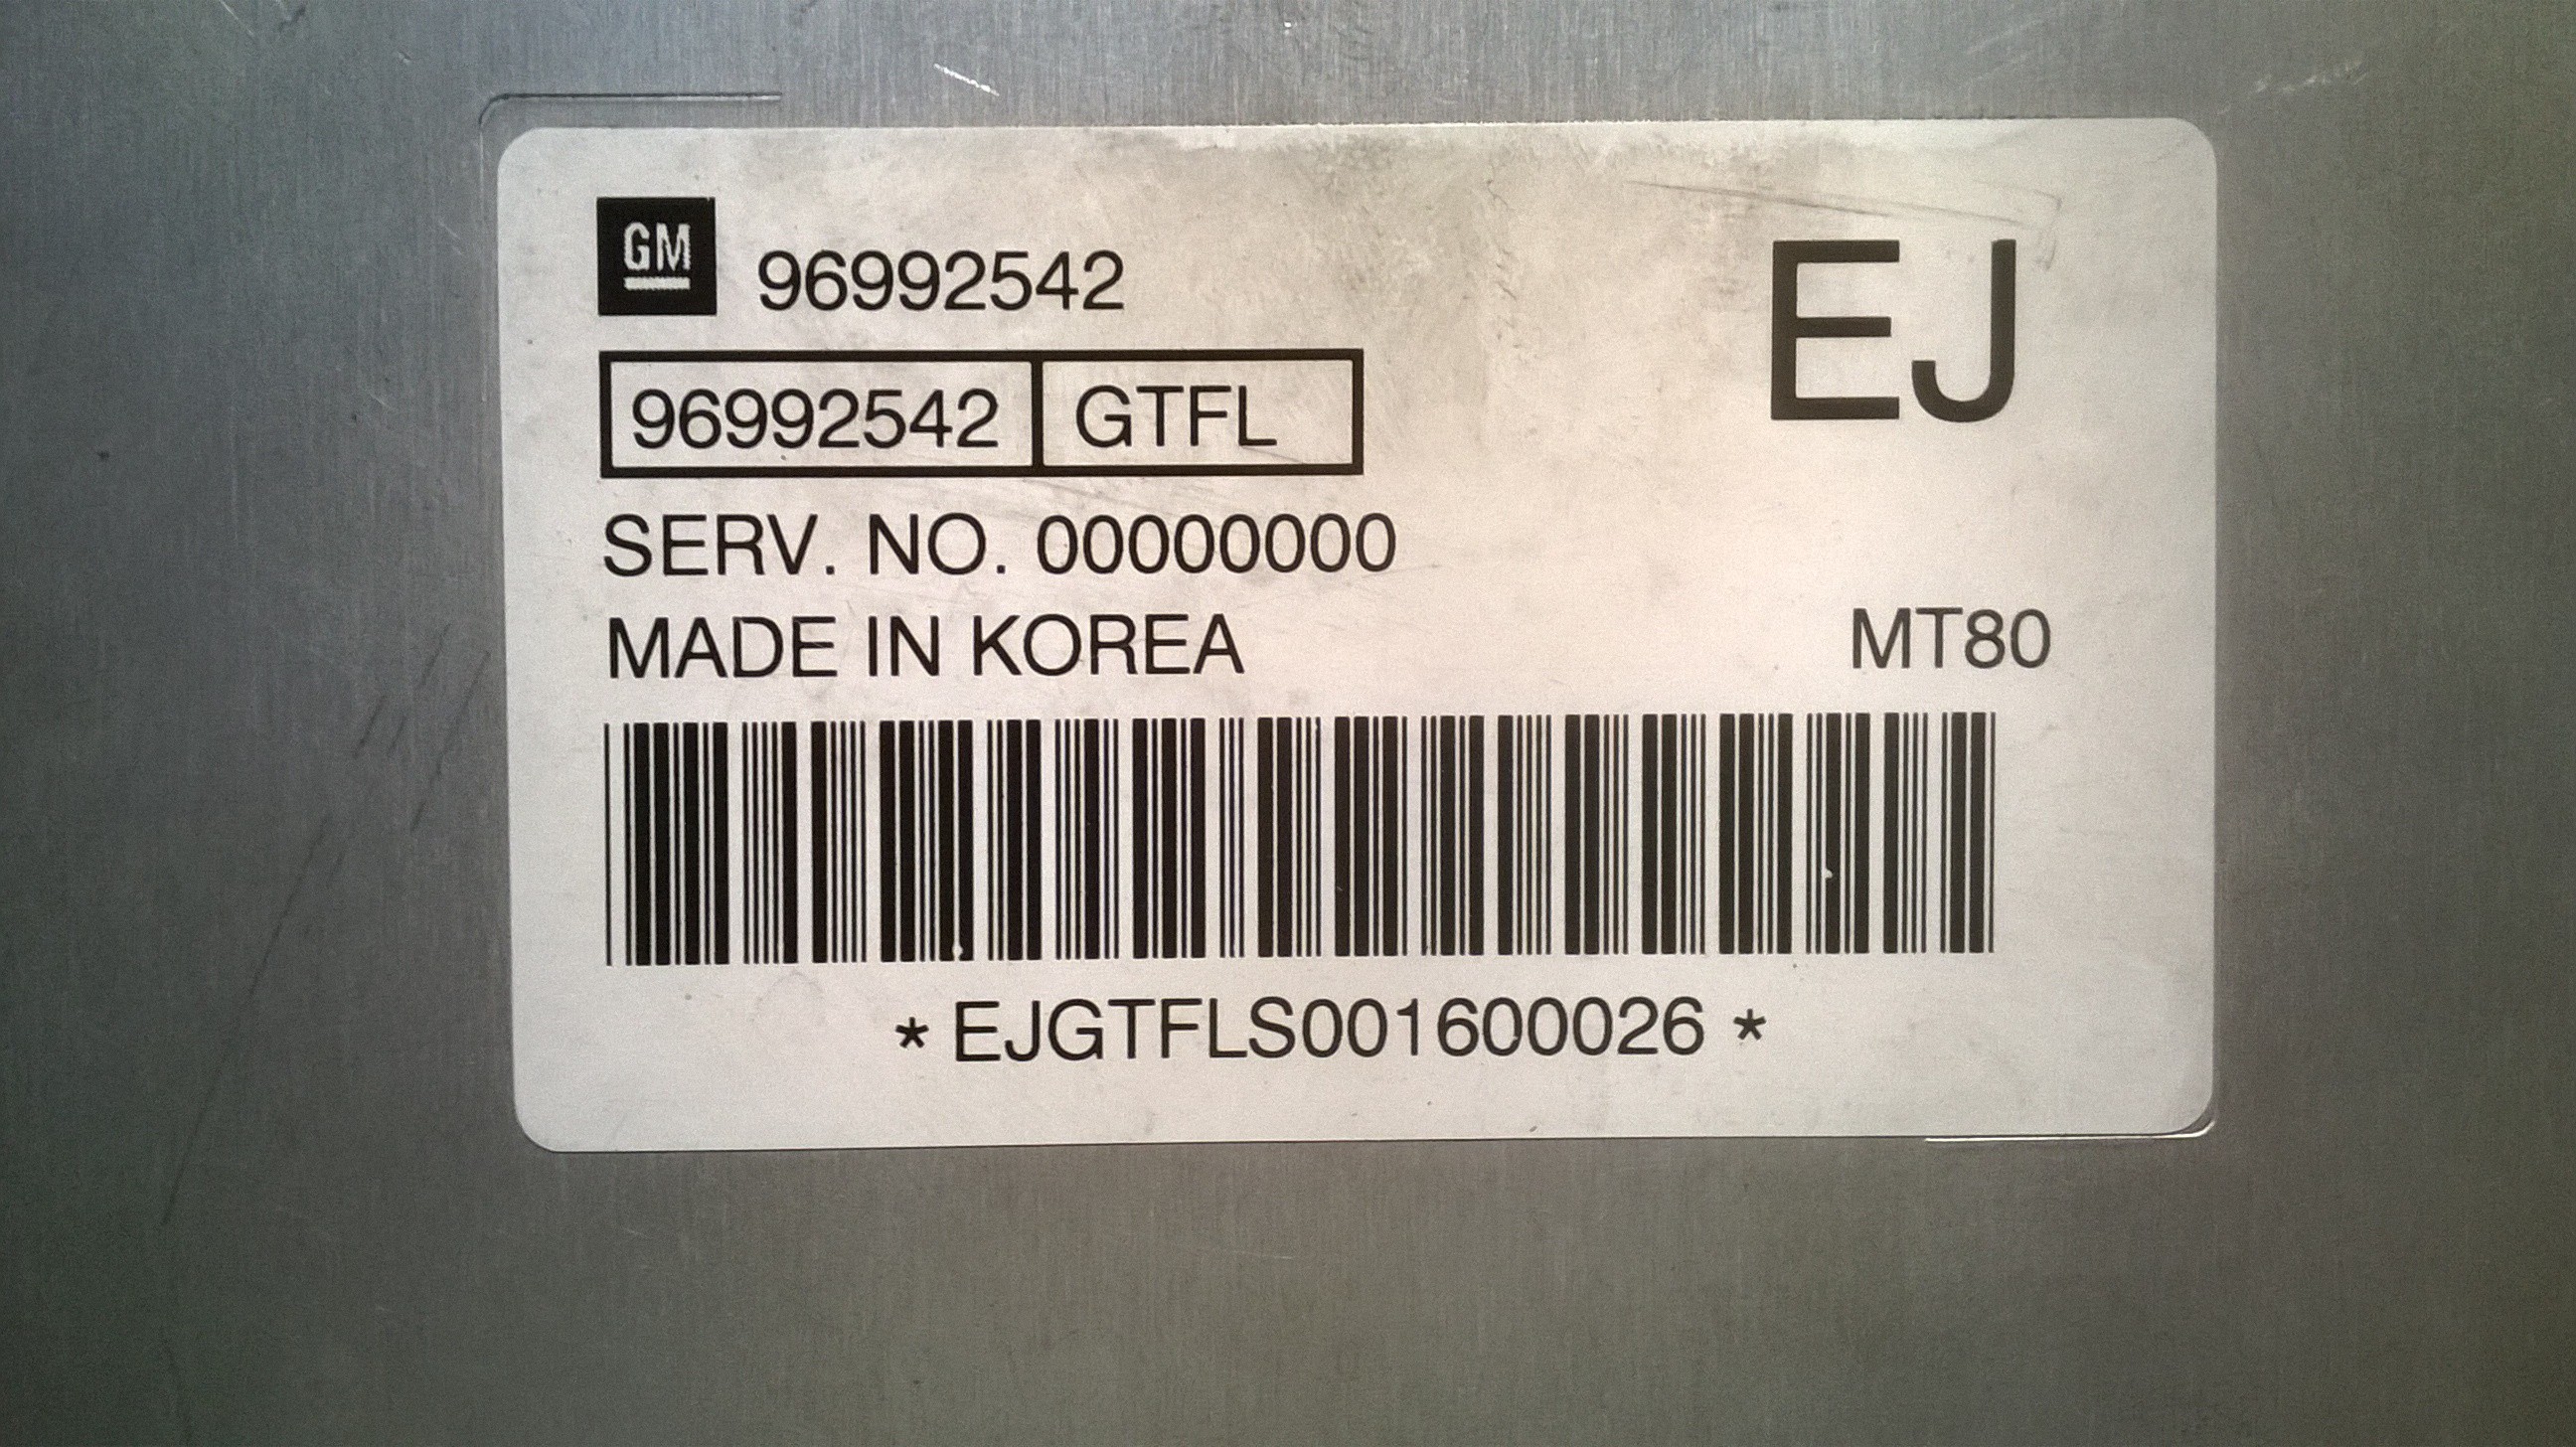 GM 96992542
EJ
96992542 GTFL
SERV. NO. 00000000
MADE IN KOREA
MT80
* EJGTFLS001600026 *